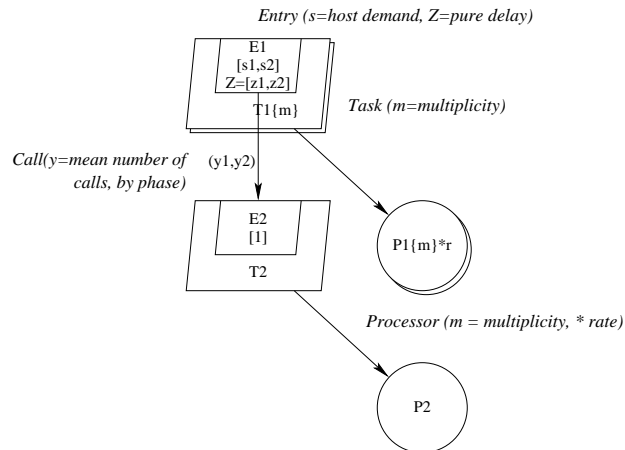 Entry (s=host demand, Z=pure delay)
E1
[s1,s2]
Z=[z1,z2]
T1{m}
Task (m=multiplicity)
Call(y=mean number of
calls, by phase)
(y1,y2)
E2
[1]
T2
P1{m}*r
Processor (m = multiplicity, * rate)
P2